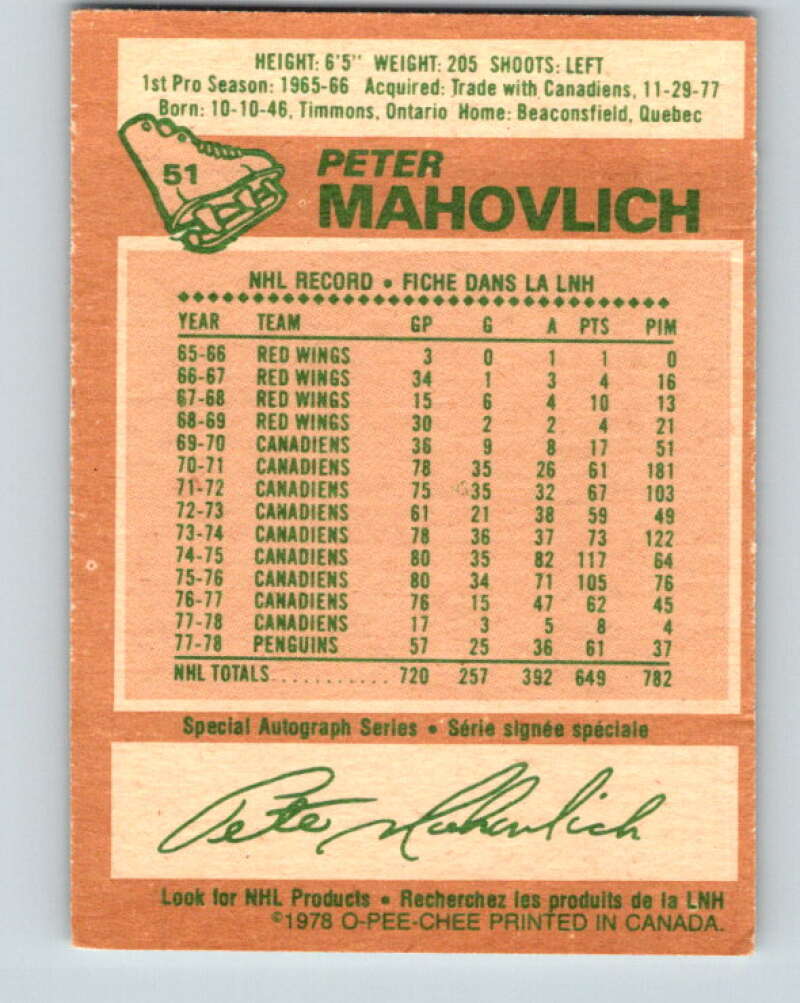 HEIGHT: 6'5" WEIGHT: 205 SHOOTS: LEFT
1st Pro Season: 1965-66 Acquired: Trade with Canadiens, 11-29-77
Born: 10-10-46, Timmons, Ontario Home: Beaconsfield, Quebec
51
PETER
MAHOVLICH
NHL RECORD • FICHE DANS LA LNH
YEAR TEAM GP G A PTS PIM
65-66 RED WINGS 3 0 1 1 0
66-67 RED WINGS 34 1 3 4 16
67-68 RED WINGS 15 6 4 10 13
68-69 RED WINGS 30 2 2 4 21
69-70 CANADIENS 36 9 8 17 51
70-71 CANADIENS 78 35 26 61 181
71-72 CANADIENS 75 35 32 67 103
72-73 CANADIENS 61 21 38 59 49
73-74 CANADIENS 78 36 37 73 122
74-75 CANADIENS 80 35 82 117 64
75-76 CANADIENS 80 34 71 105 76
76-77 CANADIENS 76 15 47 62 45
77-78 CANADIENS 17 3 5 8 4
77-78 PENGUINS 57 25 36 61 37
NHL TOTALS........... 720 257 392 649 782
Special Autograph Series • Série signée spéciale
Pete Mahovlich
Look for NHL Products • Recherchez les produits de la LNH
©1978 O-PEE-CHEE PRINTED IN CANADA.